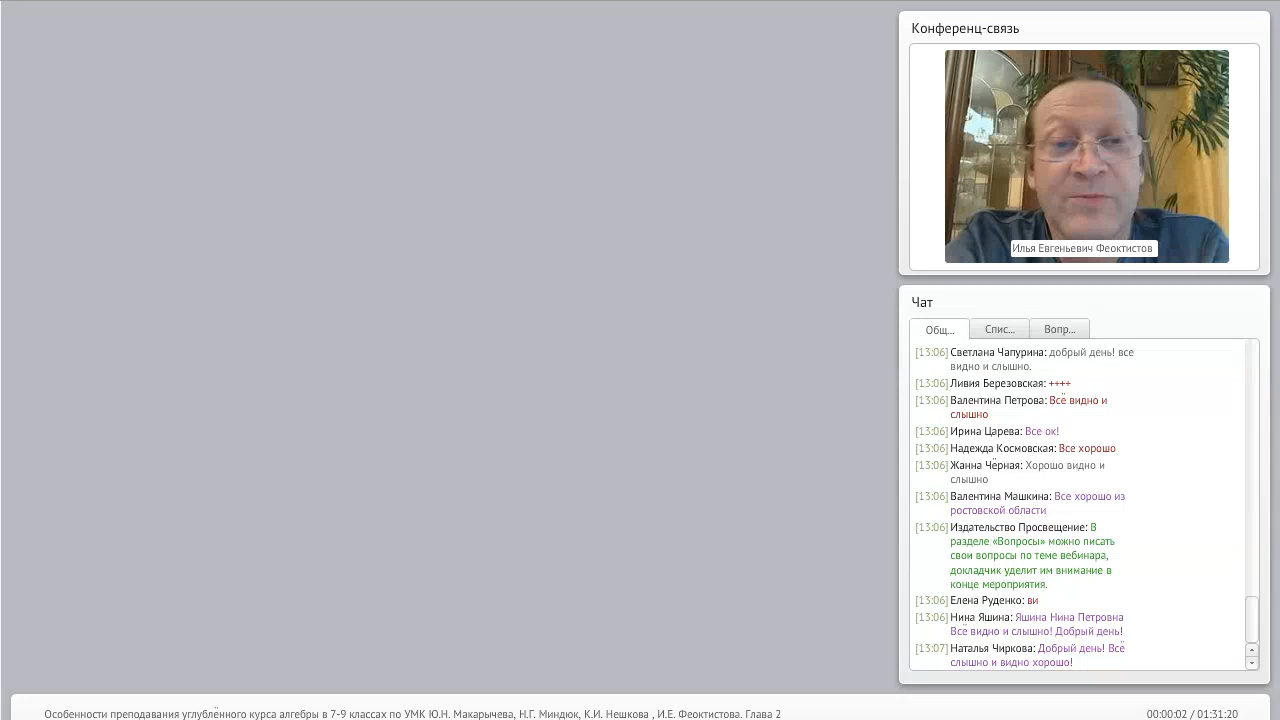 Конференц-связь
Илья Евгеньевич Феоктистов
Чат
Общ...
Спис...
Вопр...
[13:06] Светлана Чапурина: добрый день! все
видно и слышно.
[13:06] Ливия Березовская: ++++
[13:06] Валентина Петрова: Всё видно и
слышно
[13:06] Ирина Царева: Все ок!
[13:06] Надежда Космовская: Все хорошо
[13:06] Жанна Чёрная: Хорошо видно и
слышно
[13:06] Валентина Машкина: Все хорошо из
ростовской области
[13:06] Издательство Просвещение: В
разделе «Вопросы» можно писать
свои вопросы по теме вебинара,
докладчик уделит им внимание в
конце мероприятия.
[13:06] Елена Руденко: ви
[13:06] Нина Яшина: Яшина Нина Петровна
Всё видно и слышно! Добрый день!
[13:07] Наталья Чиркова: Добрый день! Всё
слышно и видно хорошо!
Особенности преподавания углублённого курса алгебры в 7-9 классах по УМК Ю.Н. Макарычева, Н.Г. Миндюк, К.И. Нешкова , И.Е. Феоктистова. Глава 2
00:00:02 / 01:31:20